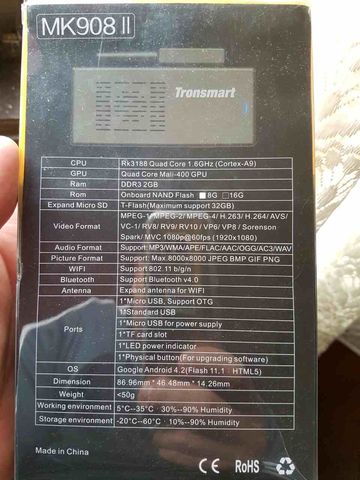 MK908 II
Tronsmart
CPU Rk3188 Quad Core 1.6GHz (Cortex-A9)
GPU Quad Core Mali-400 GPU
Ram DDR3 2GB
Rom Onboard NAND Flash 8G 16G
Expand Micro SD T-Flash(Maximum support 32GB)
Video Format MPEG-1/MPEG-2/ MPEG-4/ H.263/ H.264/ AVS/
VC-1/ RV8/ RV9/ RV10 / VP6/ VP8 / Sorenson
Spark/ MVC 1080p@60fps (1920x1080)
Audio Format Support:MP3/WMA/APE/FLAC/AAC/OGG/AC3/WAV
Picture Format Support: Max.8000x8000 JPEG BMP GIF PNG
WIFI Support802.11 b/g/n
Bluetooth Support Bluetooth v4.0
Antenna Expand antenna for WIFI
Ports 1*Micro USB, Support OTG
1*Standard USB
1*Micro USB for power supply
1*TF card slot
1*LED power indicator
1*Physical button(For upgrading software)
OS Google Android 4.2(Flash 11.1 : HTML5)
Dimension 86.96mm * 46.48mm * 14.26mm
Weight <50g
Working environment 5°C--35°C : 30%--90% Humidity
Storage environment -20°C--60°C : 10%--90% Humidity
Made in China
CE RoHS